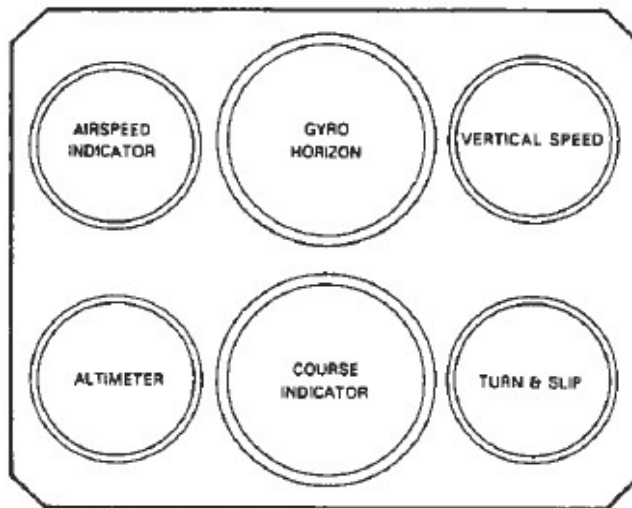 AIRSPEED
INDICATOR
GYRO
HORIZON
VERTICAL SPEED
ALTIMETER
COURSE
INDICATOR
TURN & SLIP